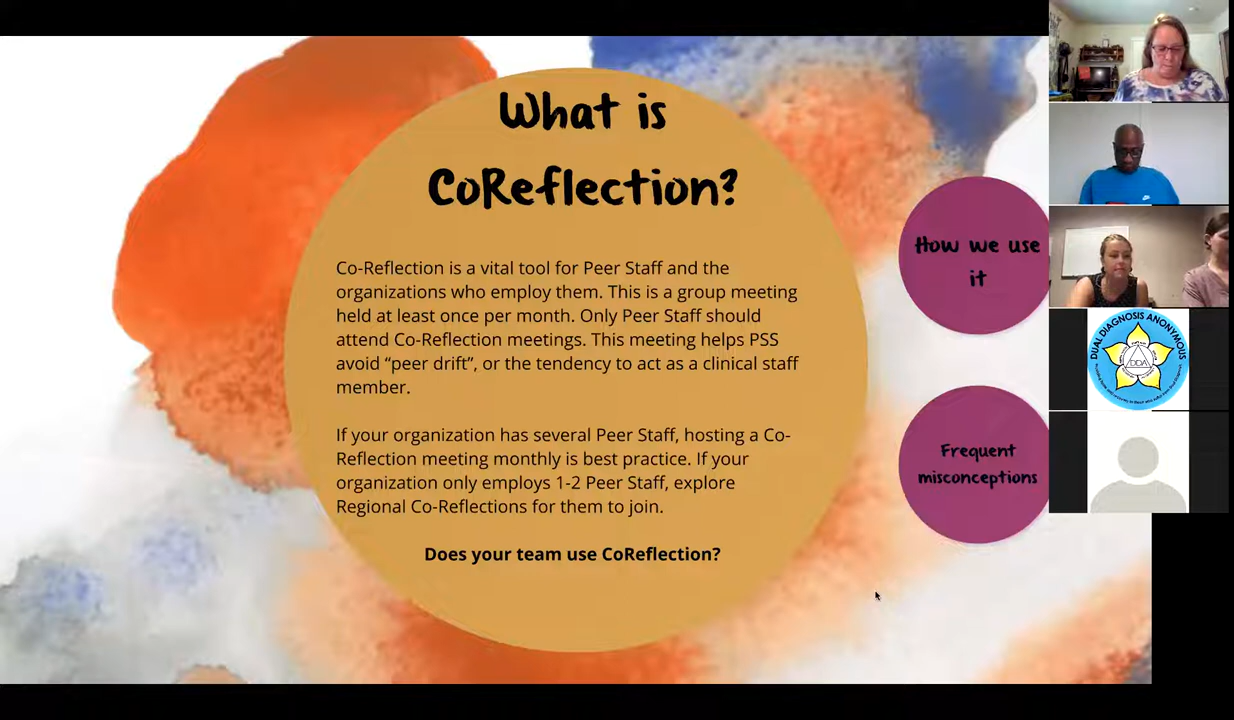 What is
CoReflection?
Co-Reflection is a vital tool for Peer Staff and the
organizations who employ them. This is a group meeting
held at least once per month. Only Peer Staff should
attend Co-Reflection meetings. This meeting helps PSS
avoid “peer drift”, or the tendency to act as a clinical staff
member.
If your organization has several Peer Staff, hosting a Co-
Reflection meeting monthly is best practice. If your
organization only employs 1-2 Peer Staff, explore
Regional Co-Reflections for them to join.
Does your team use CoReflection?
How we use
it
Frequent
misconceptions
DUAL DIAGNOSIS ANONYMOUS
DDA